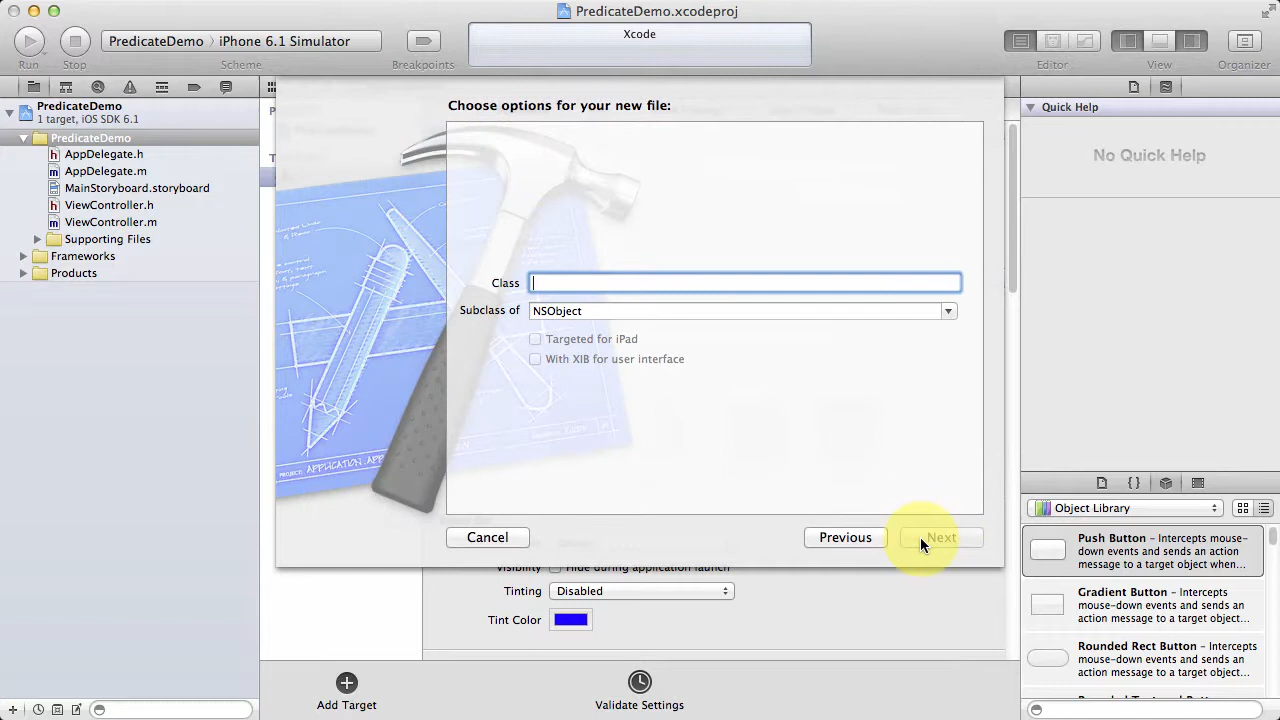 PredicateDemo.xcodeproj
PredicateDemo 〉 iPhone 6.1 Simulator
Xcode
Run
Stop
Scheme
Breakpoints
Editor
View
Organizer
PredicateDemo
1 target, iOS SDK 6.1
PredicateDemo
AppDelegate.h
AppDelegate.m
MainStoryboard.storyboard
ViewController.h
ViewController.m
Supporting Files
Frameworks
Products
Choose options for your new file:
Class
Subclass of NSObject
Targeted for iPad
With XIB for user interface
Cancel
Previous
Next
Visibility Hide during application launch
Tinting Disabled
Tint Color
Add Target
Validate Settings
Quick Help
No Quick Help
Object Library
Push Button – Intercepts mouse-
down events and sends an action
message to a target object when…
Gradient Button – Intercepts
mouse-down events and sends an
action message to a target object…
Rounded Rect Button – Intercepts
mouse-down events and sends an
action message to a target object…